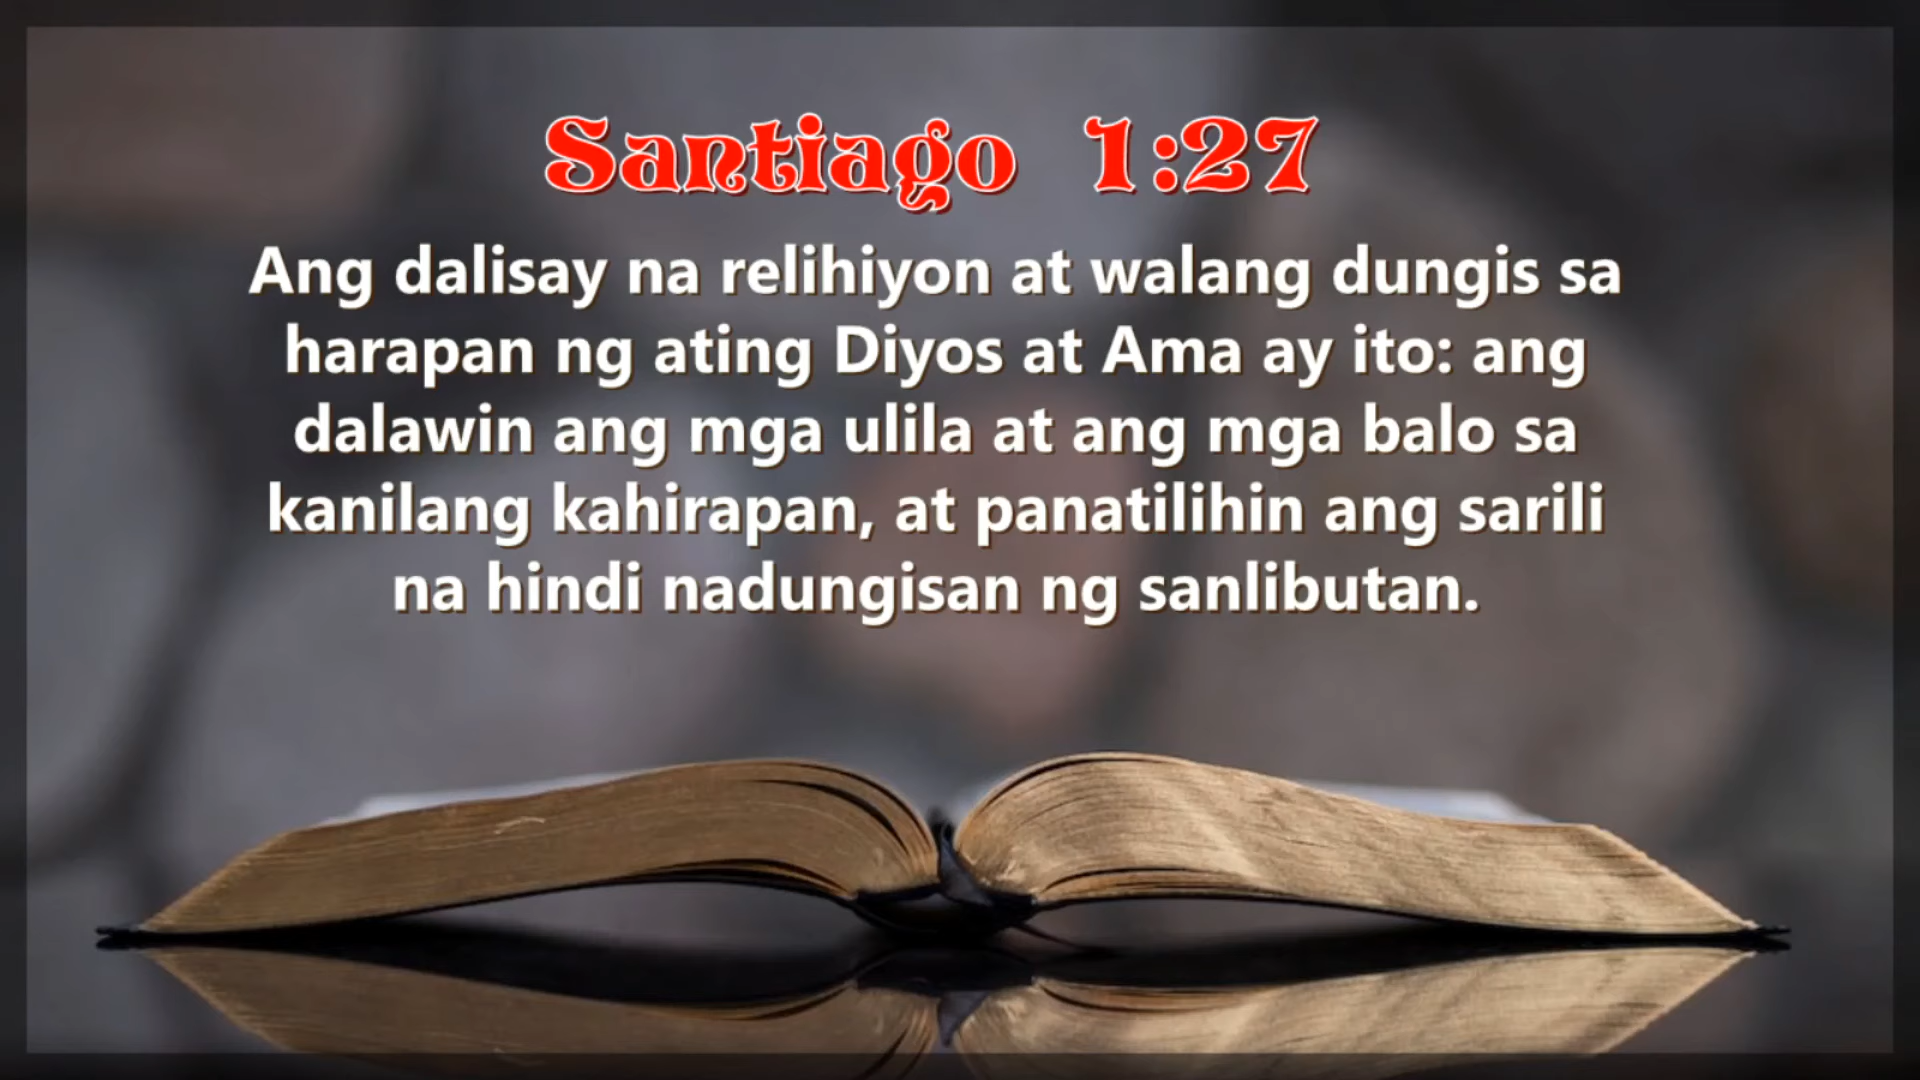 Santiago 1:27
Ang dalisay na relihiyon at walang dungis sa
harapan ng ating Diyos at Ama ay ito: ang
dalawin ang mga ulila at ang mga balo sa
kanilang kahirapan, at panatilihin ang sarili
na hindi nadungisan ng sanlibutan.